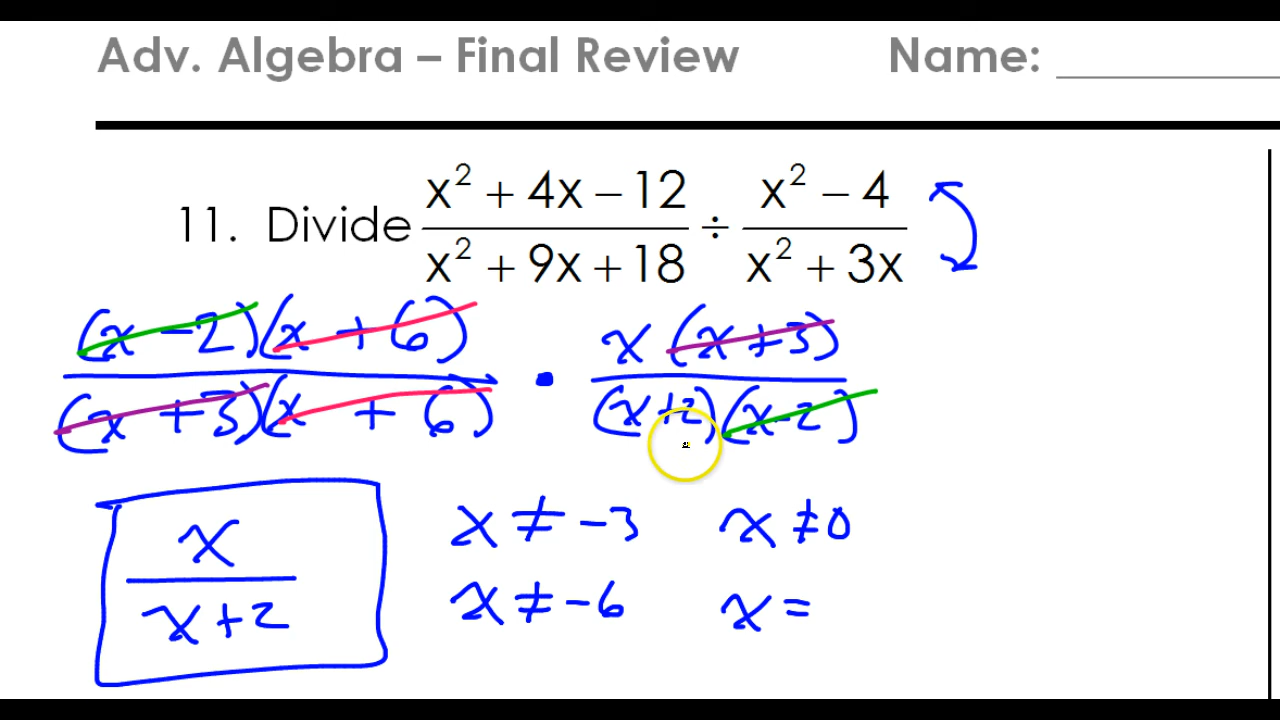 Adv. Algebra – Final Review Name: ____________
11. Divide (x² + 4x – 12)/(x² + 9x + 18) ÷ (x² – 4)/(x² + 3x)
(x – 2)(x + 6) x(x + 3)
———————— · ————————
(x + 3)(x + 6) (x + 2)(x – 2)
x/(x + 2)
x ≠ –3 x ≠ 0
x ≠ –6 x =